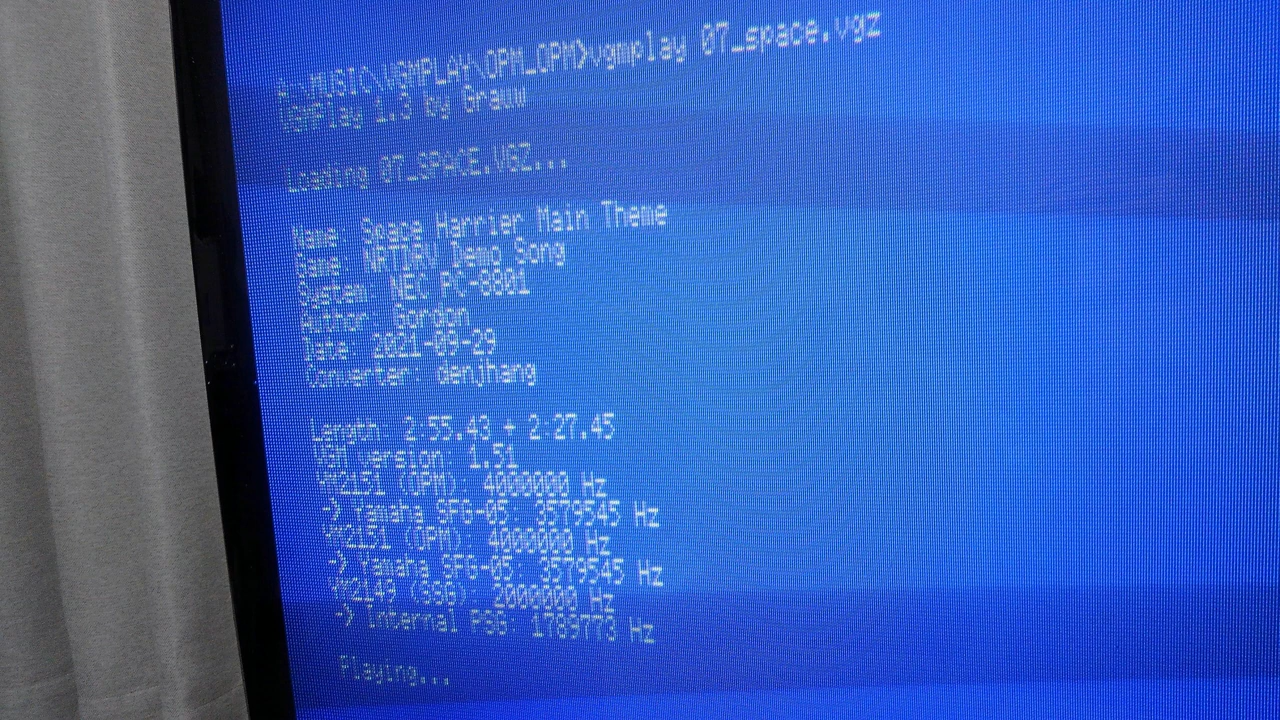 A:\MUSIC\VGMPLAY\OPM_OPM>vgmplay 07_space.vgz
VGMPlay 1.3 by Grauw
Loading 07_SPACE.VGZ...
Name: Space Harrier Main Theme
Game: NRTDRV Demo Song
System: NEC PC-8801
Author: Gordon
Date: 2021-09-29
Converter: denjhang
Length: 2:55.43 + 2:27.45
VGM version: 1.51
YM2151 (OPM): 4000000 Hz
-> Yamaha SFG-05: 3579545 Hz
YM2151 (OPM): 4000000 Hz
-> Yamaha SFG-05: 3579545 Hz
YM2149 (SSG): 2000000 Hz
-> Internal PSG: 1789773 Hz
Playing...